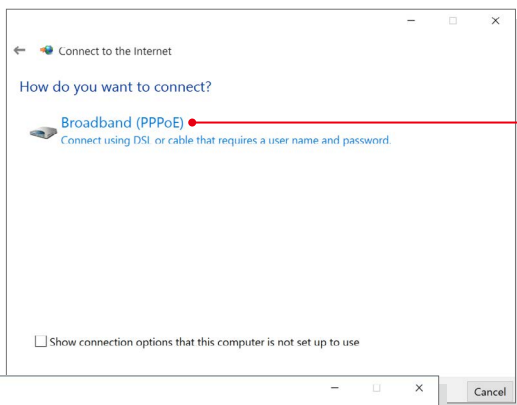 Connect to the Internet
How do you want to connect?
Broadband (PPPoE)
Connect using DSL or cable that requires a user name and password.
Show connection options that this computer is not set up to use
Cancel